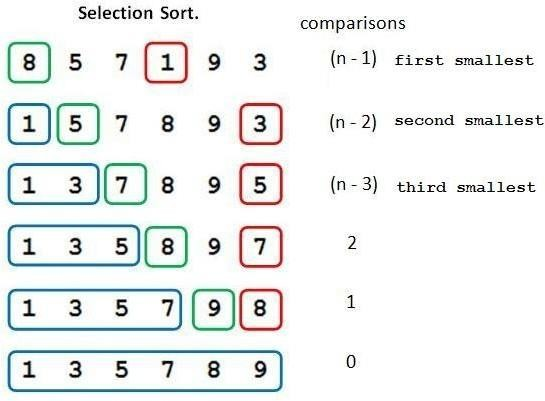 Selection Sort.
comparisons
8 5 7 1 9 3 (n - 1) first smallest
1 5 7 8 9 3 (n - 2) second smallest
1 3 7 8 9 5 (n - 3) third smallest
1 3 5 8 9 7 2
1 3 5 7 9 8 1
1 3 5 7 8 9 0